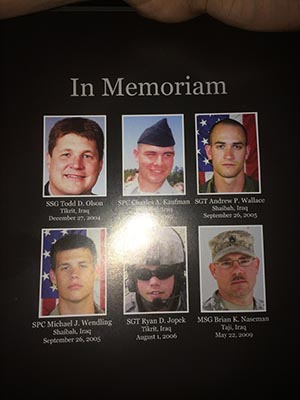 In Memoriam
SSG Todd D. Olson
Tikrit, Iraq
December 27, 2004
SPC Charles A. Kaufman
Iraq
2005
SGT Andrew P. Wallace
Shaibah, Iraq
September 26, 2005
SPC Michael J. Wendling
Shaibah, Iraq
September 26, 2005
SGT Ryan D. Jopek
Tikrit, Iraq
August 1, 2006
MSG Brian K. Naseman
Taji, Iraq
May 22, 2009